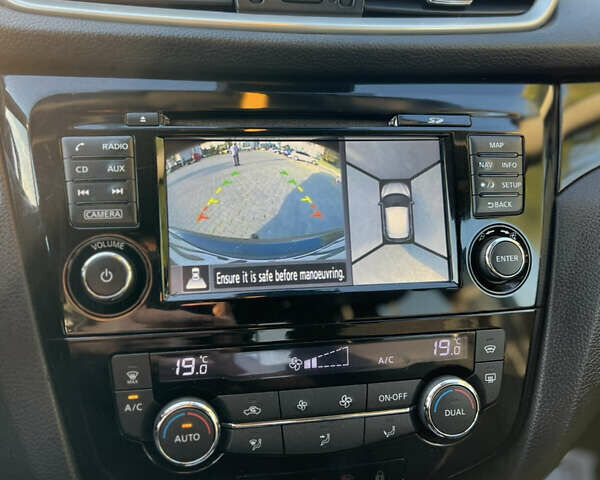 SD
RADIO
CD AUX
CAMERA
VOLUME
MAP
NAV INFO
SETUP
BACK
ENTER
Ensure it is safe before manoeuvring.
19.0 °C
A/C
19.0 °C
MAX
A/C
ON·OFF
AUTO
DUAL